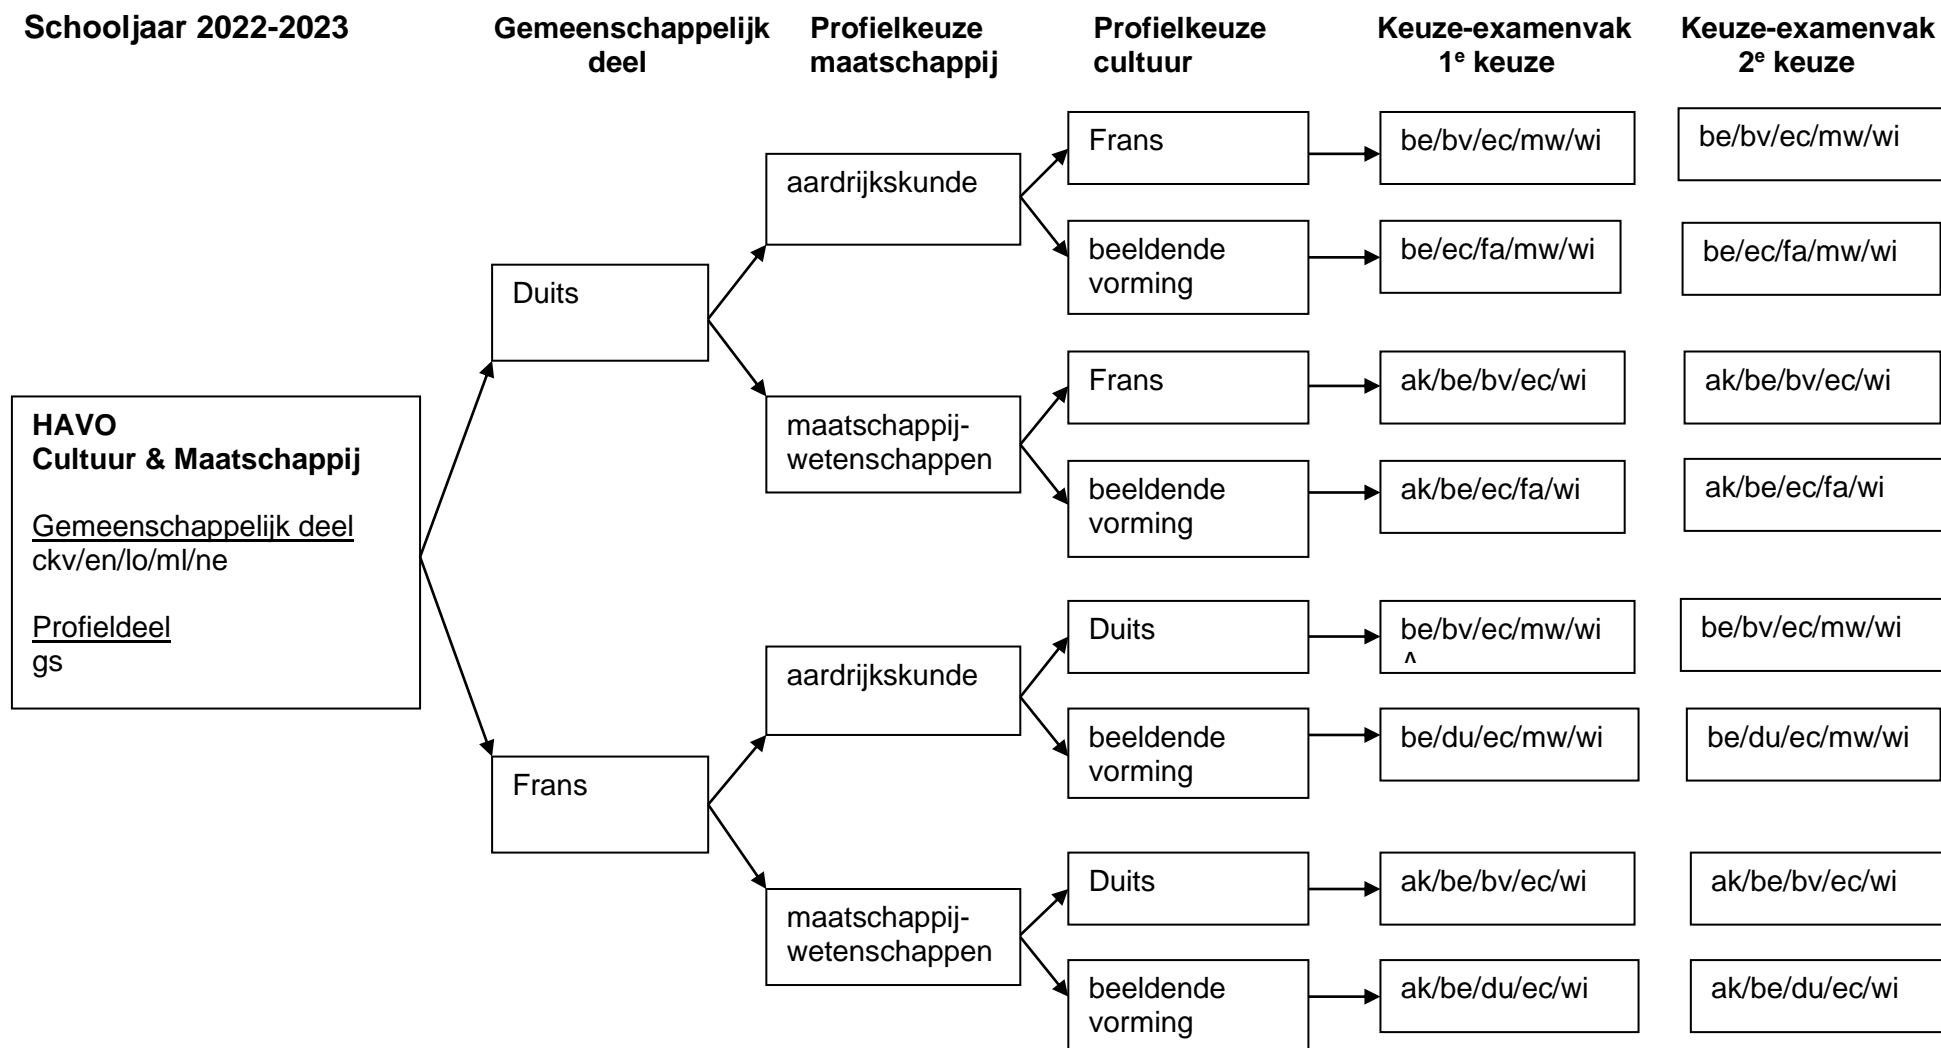 Schooljaar 2022-2023
Gemeenschappelijk
deel
Profielkeuze
maatschappij
Profielkeuze
cultuur
Keuze-examenvak
1e keuze
Keuze-examenvak
2e keuze
HAVO
Cultuur & Maatschappij
Gemeenschappelijk deel
ckv/en/lo/ml/ne
Profieldeel
gs
Duits
aardrijkskunde
Frans
be/bv/ec/mw/wi
be/bv/ec/mw/wi
beeldende
vorming
be/ec/fa/mw/wi
be/ec/fa/mw/wi
maatschappij-
wetenschappen
Frans
ak/be/bv/ec/wi
ak/be/bv/ec/wi
beeldende
vorming
ak/be/ec/fa/wi
ak/be/ec/fa/wi
Frans
aardrijkskunde
Duits
be/bv/ec/mw/wi
^
be/bv/ec/mw/wi
beeldende
vorming
be/du/ec/mw/wi
be/du/ec/mw/wi
maatschappij-
wetenschappen
Duits
ak/be/bv/ec/wi
ak/be/bv/ec/wi
beeldende
vorming
ak/be/du/ec/wi
ak/be/du/ec/wi